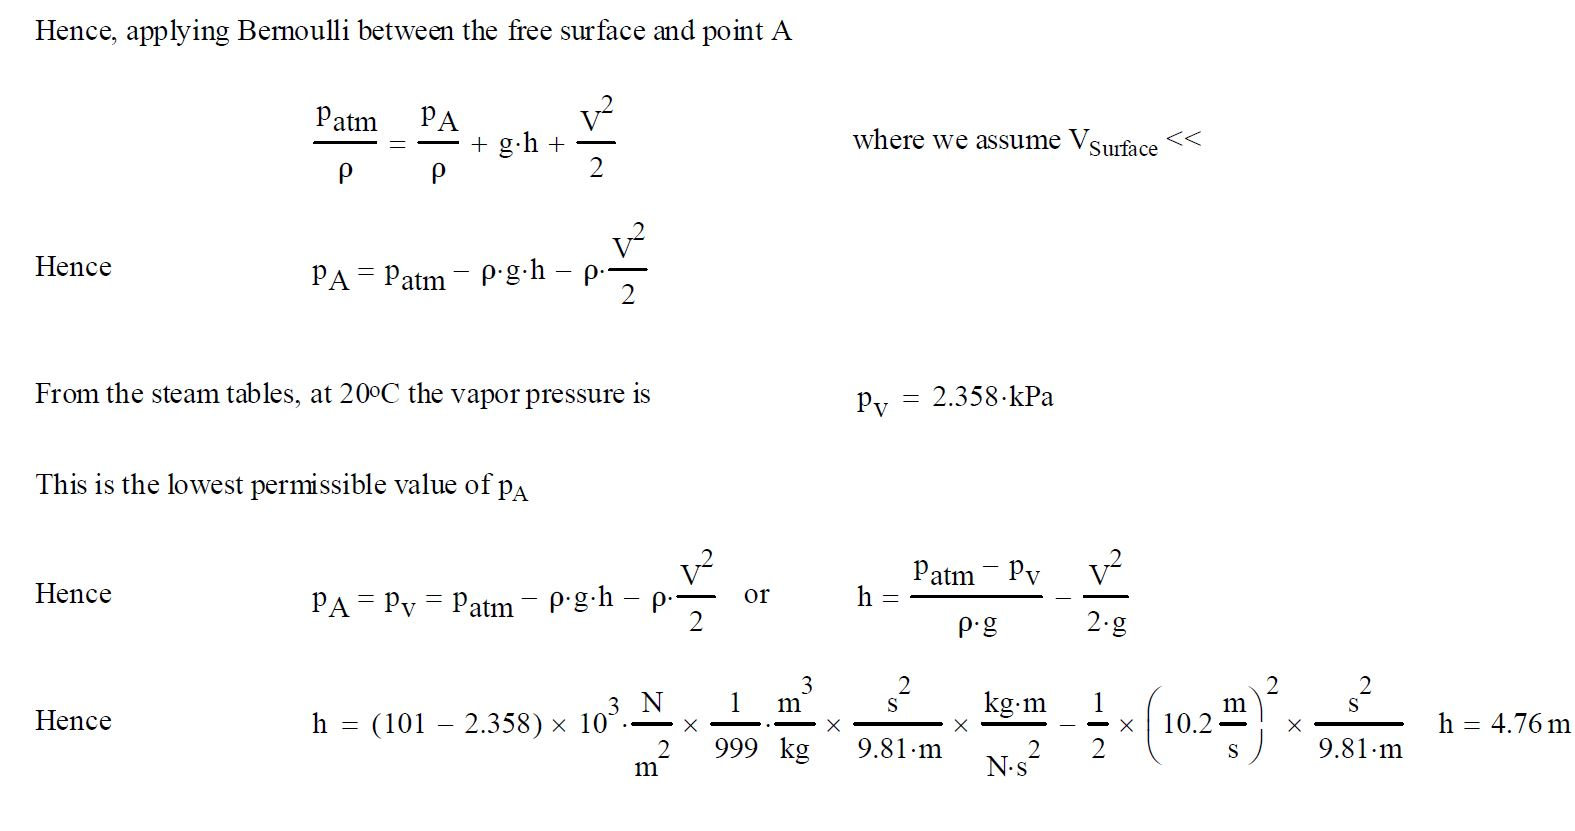 Hence, applying Bernoulli between the free surface and point A
p_atm/ρ = p_A/ρ + g·h + V²/2 where we assume V_Surface <<
Hence p_A = p_atm − ρ·g·h − ρ·V²/2
From the steam tables, at 20°C the vapor pressure is p_v = 2.358·kPa
This is the lowest permissible value of p_A
Hence p_A = p_v = p_atm − ρ·g·h − ρ·V²/2 or h = (p_atm − p_v)/(ρ·g) − V²/(2·g)
Hence h = (101 − 2.358) × 10³·N/m² × 1/999·m³/kg × s²/(9.81·m) × kg·m/(N·s²) − 1/2 × (10.2 m/s)² × s²/(9.81·m) h = 4.76 m